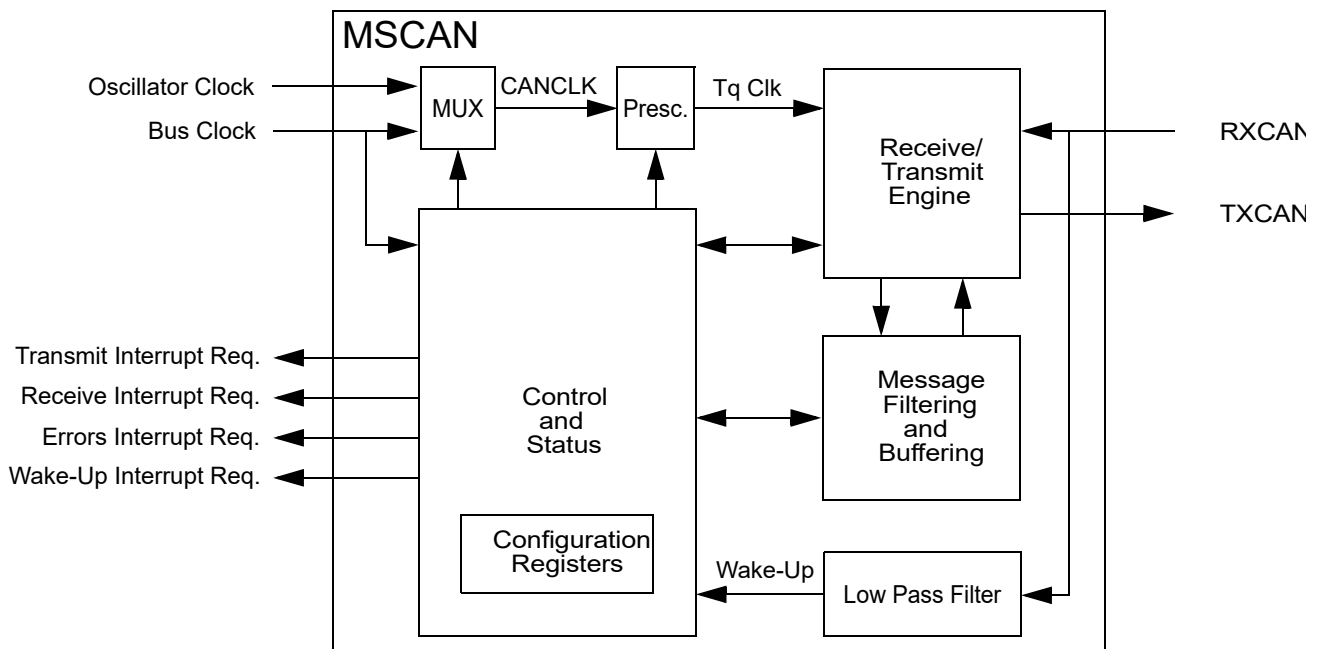 MSCAN
Oscillator Clock
Bus Clock
MUX
CANCLK
Presc.
Tq Clk
Receive/
Transmit
Engine
RXCAN
TXCAN
Transmit Interrupt Req.
Receive Interrupt Req.
Errors Interrupt Req.
Wake-Up Interrupt Req.
Control
and
Status
Message
Filtering
and
Buffering
Configuration
Registers
Wake-Up
Low Pass Filter